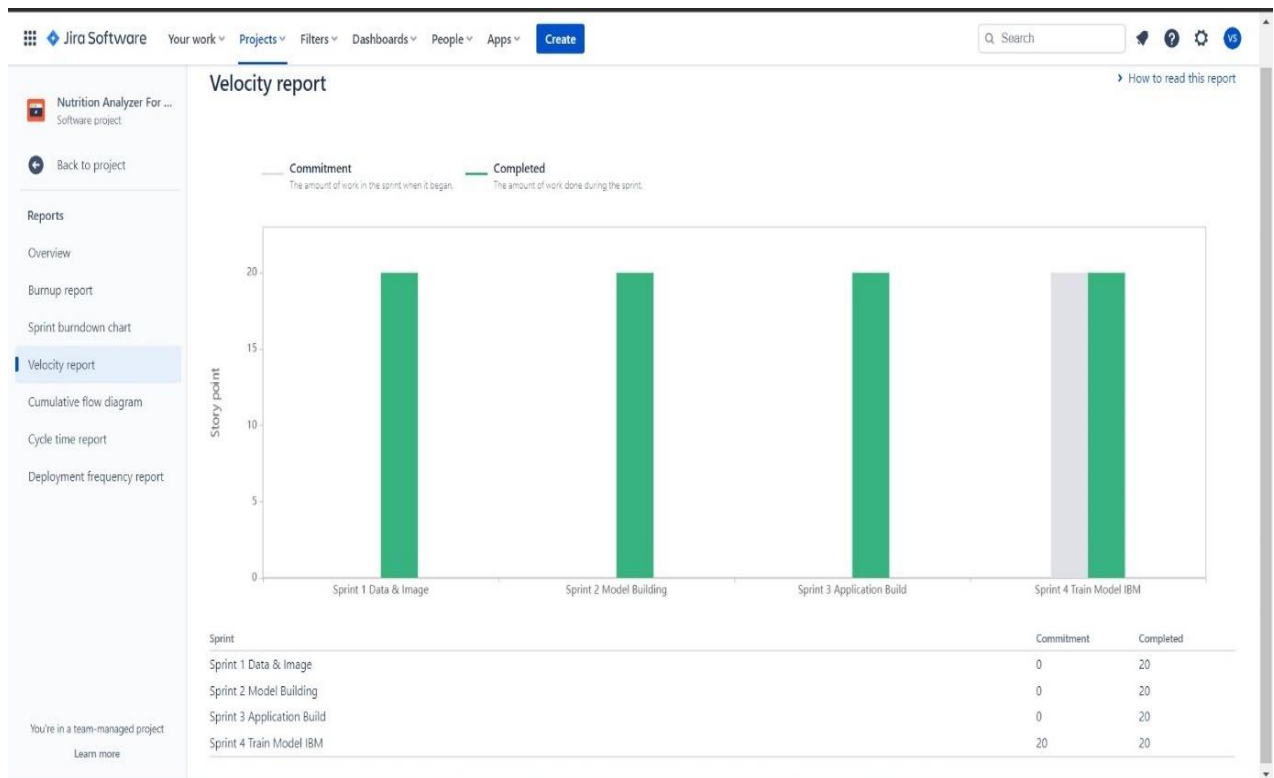 Jira Software Your work Projects Filters Dashboards People Apps Create Search VS
Nutrition Analyzer For ...
Software project
Back to project
Reports
Overview
Burnup report
Sprint burndown chart
Velocity report
Cumulative flow diagram
Cycle time report
Deployment frequency report
You're in a team-managed project
Learn more
Velocity report
How to read this report
Commitment
The amount of work in the sprint when it began.
Completed
The amount of work done during the sprint.
Story point
20
15
10
5
0
Sprint 1 Data & Image Sprint 2 Model Building Sprint 3 Application Build Sprint 4 Train Model IBM
Sprint Commitment Completed
Sprint 1 Data & Image 0 20
Sprint 2 Model Building 0 20
Sprint 3 Application Build 0 20
Sprint 4 Train Model IBM 20 20